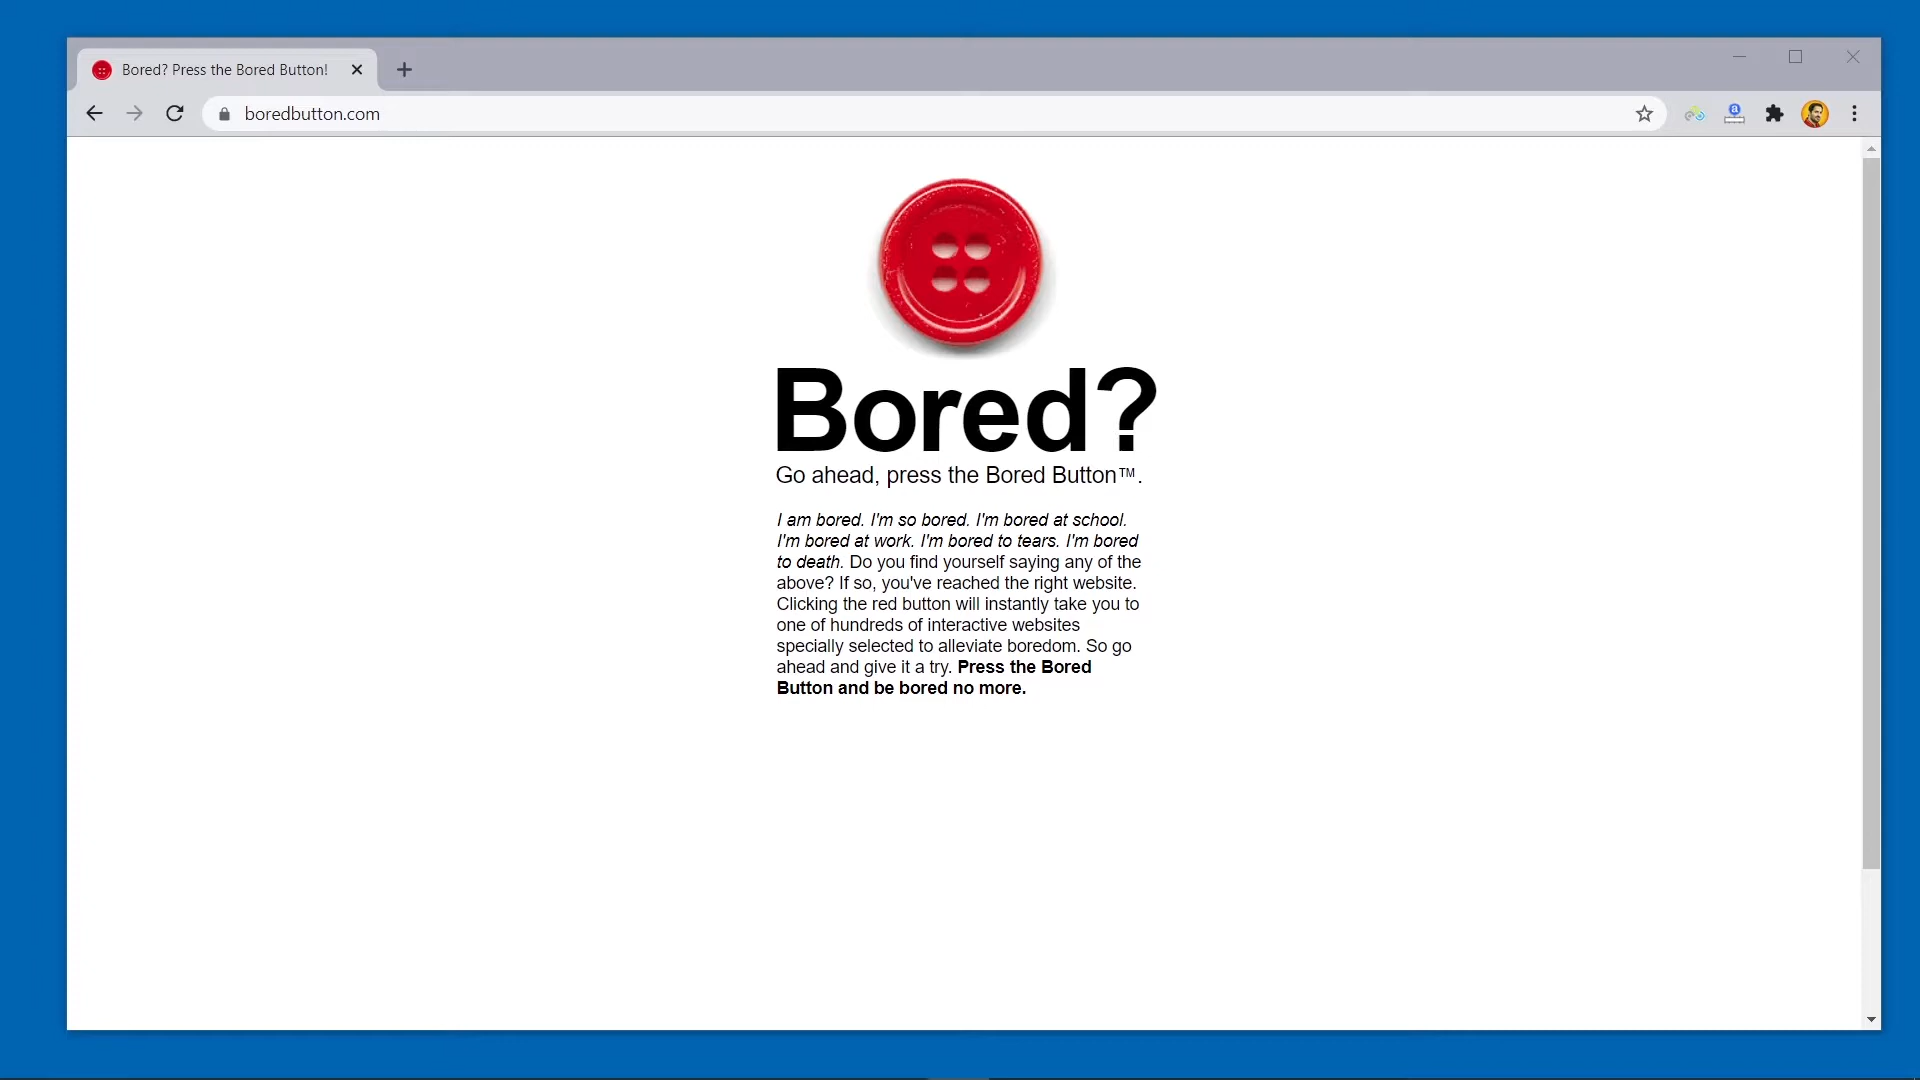 Bored? Press the Bored Button!
boredbutton.com
Bored?
Go ahead, press the Bored Button™.
I am bored. I'm so bored. I'm bored at school.
I'm bored at work. I'm bored to tears. I'm bored
to death. Do you find yourself saying any of the
above? If so, you've reached the right website.
Clicking the red button will instantly take you to
one of hundreds of interactive websites
specially selected to alleviate boredom. So go
ahead and give it a try. Press the Bored
Button and be bored no more.